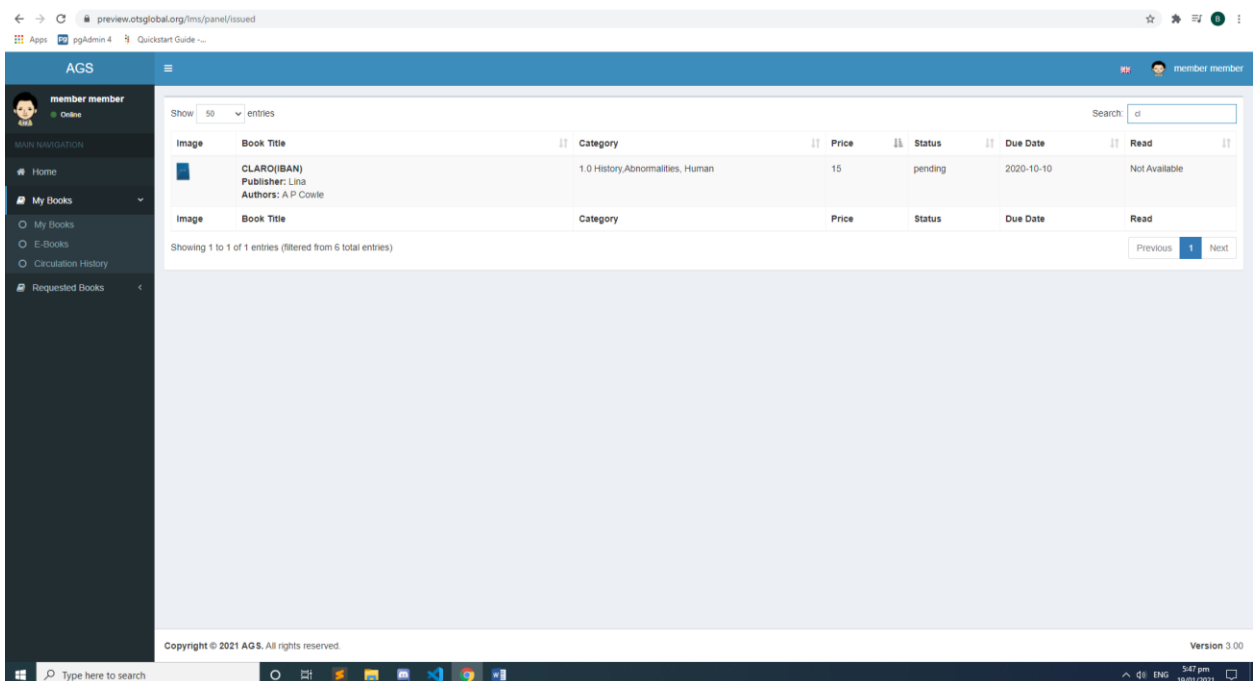 preview.otsglobal.org/lms/panel/issued
B
Apps pgAdmin 4 Quickstart Guide -...
AGS
member member
member member
Online
MAIN NAVIGATION
Home
My Books
My Books
E-Books
Circulation History
Requested Books
Show 50 entries
Search: cl
Image Book Title Category Price Status Due Date Read
CLARO(IBAN) 1.0 History,Abnormalities, Human 15 pending 2020-10-10 Not Available
Publisher: Lina
Authors: A P Cowle
Image Book Title Category Price Status Due Date Read
Showing 1 to 1 of 1 entries (filtered from 6 total entries)
Previous 1 Next
Copyright © 2021 AGS. All rights reserved.
Version 3.00
Type here to search
ENG
5:47 pm
19/01/2021